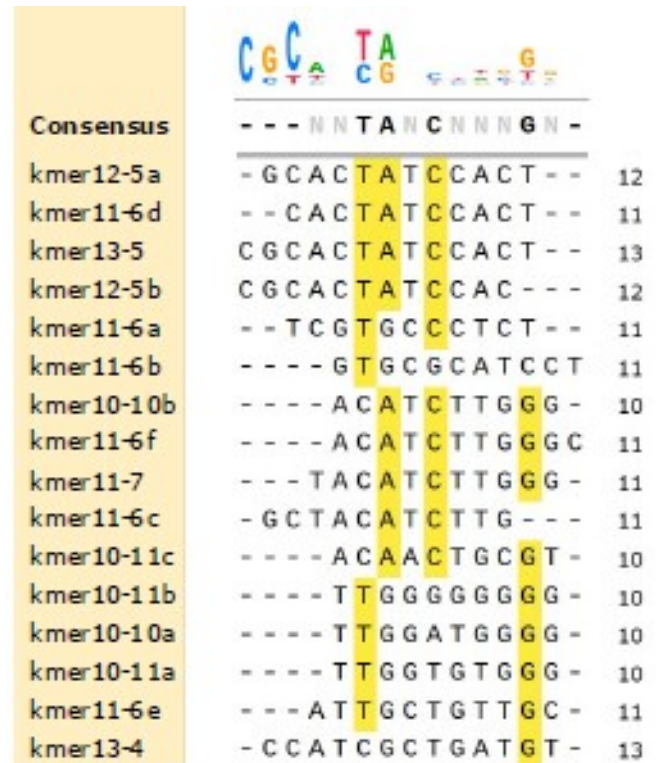 C G C A T A G
C G
Consensus - - - N N T A N C N N N G N -
kmer12-5a - G C A C T A T C C A C T - - 12
kmer11-6d - - C A C T A T C C A C T - - 11
kmer13-5 C G C A C T A T C C A C T - - 13
kmer12-5b C G C A C T A T C C A C - - - 12
kmer11-6a - - T C G T G C C C T C T - - 11
kmer11-6b - - - - G T G C G C A T C C T 11
kmer10-10b - - - - A C A T C T T G G G - 10
kmer11-6f - - - - A C A T C T T G G G C 11
kmer11-7 - - - T A C A T C T T G G G - 11
kmer11-6c - G C T A C A T C T T G - - - 11
kmer10-11c - - - - A C A A C T G C G T - 10
kmer10-11b - - - - T T G G G G G G G G - 10
kmer10-10a - - - - T T G G A T G G G G - 10
kmer10-11a - - - - T T G G T G T G G G - 10
kmer11-6e - - - A T T G C T G T T G C - 11
kmer13-4 - C C A T C G C T G A T G T - 13